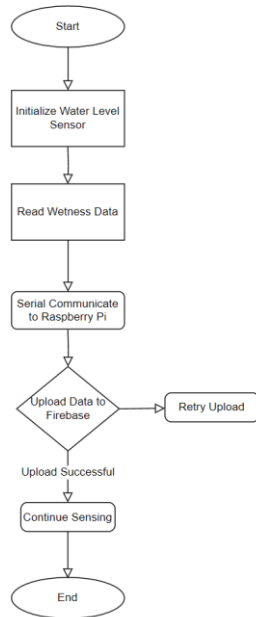 Start
Initialize Water Level
Sensor
Read Wetness Data
Serial Communicate
to Raspberry Pi
Upload Data to
Firebase
Retry Upload
Upload Successful
Continue Sensing
End